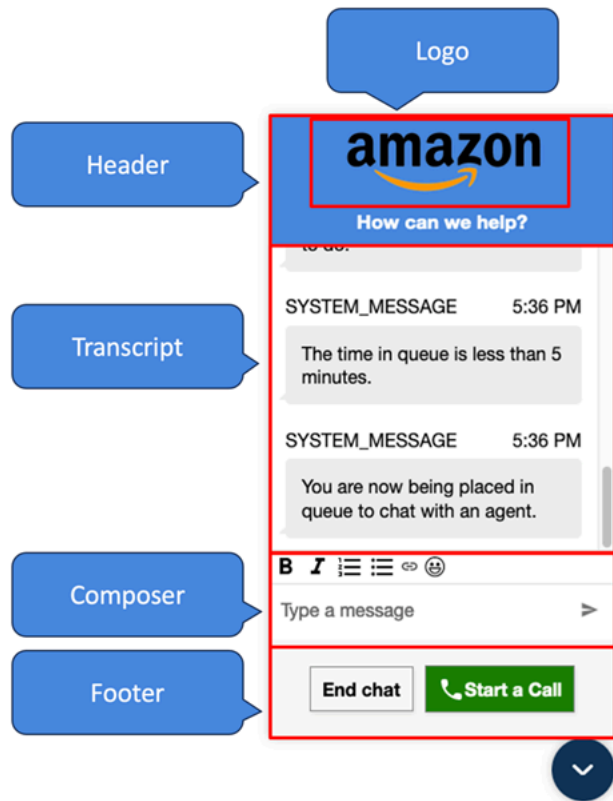 Logo
Header
amazon
How can we help?
to do.
SYSTEM_MESSAGE 5:36 PM
Transcript
The time in queue is less than 5
minutes.
SYSTEM_MESSAGE 5:36 PM
You are now being placed in
queue to chat with an agent.
B I
Composer
Type a message
Footer
End chat
Start a Call